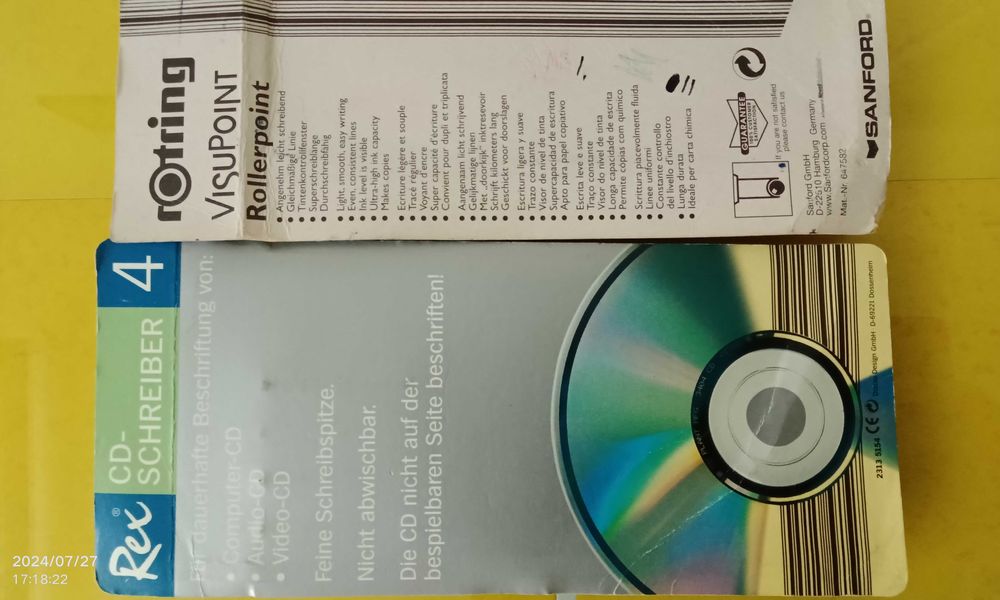 rOtring
VISUPOINT
Rollerpoint
• Angenehm leicht schreibend
• Gleichmäßige Linie
• Tintenkontrollfenster
• Superschreiblänge
Durchschreibfähig
• Light, smooth, easy writing
• Even, consistent lines
• Ink level is visible
• Ultra-high ink capacity
• Makes copies
• Ecriture légère et souple
• Tracé régulier
• Voyant d'encre
• Super capacité d'écriture
• Convient pour dupli et triplicata
• Aangenaam licht schrijvend
• Gelijkmatige lijnen
• Met „doorkijk” inktreservoir
• Schrijft kilometers lang
• Geschikt voor doorslagen
• Escritura ligera y suave
• Trazo constante
• Visor de nivel de tinta
• Supercapacidad de escritura
• Apto para papel copiativo
• Escrita leve e suave
• Traço constante
• Visor do nível de tinta
• Longa capacidade de escrita
• Permite copias com químico
• Scrittura piacevolmente fluida
• Linee uniformi
• Costante controllo
del livello d'inchiostro
• Lunga durata
• Ideale per carta chimica
GUARANTEE
100% CUSTOMER
SATISFACTION
If you are not satisfied
please contact us
Sanford GmbH
D-22510 Hamburg Germany
www.Sanfordcorp.com
Mat.-Nr. 647582
SANFORD®
Rex®
CD-
SCHREIBER
4
Für dauerhafte Beschriftung von:
• Computer-CD
• Audio-CD
• Video-CD
Feine Schreibspitze.
Nicht abwischbar.
Die CD nicht auf der
bespielbaren Seite beschriften!
2313 5154 CE
Design GmbH D-69221 Dossenheim
2024/07/27
17:18:22